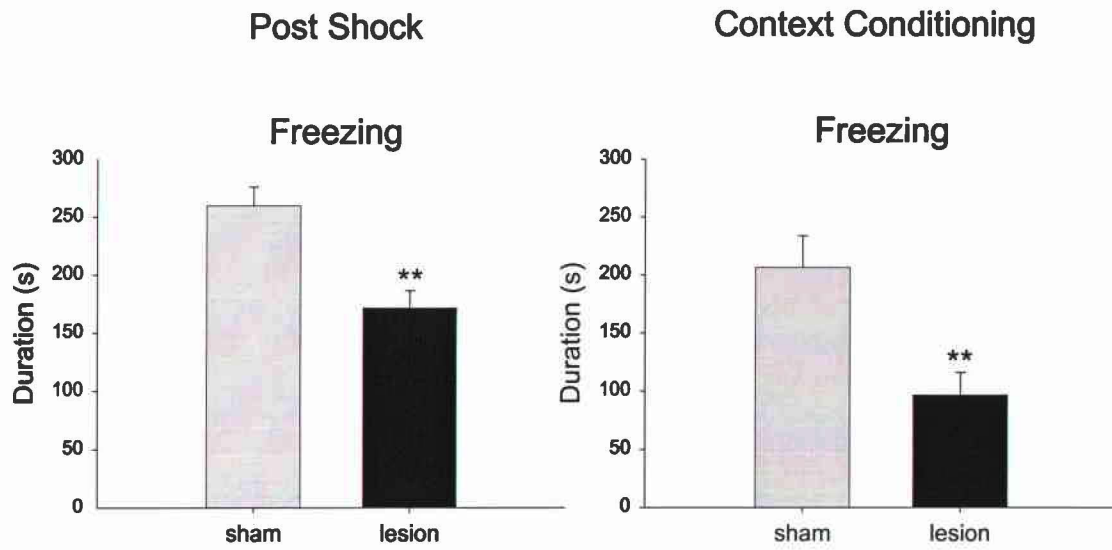 Post Shock
Freezing
300
250
200
150
100
50
0
Duration (s)
**
sham lesion
Context Conditioning
Freezing
300
250
200
150
100
50
0
Duration (s)
**
sham lesion